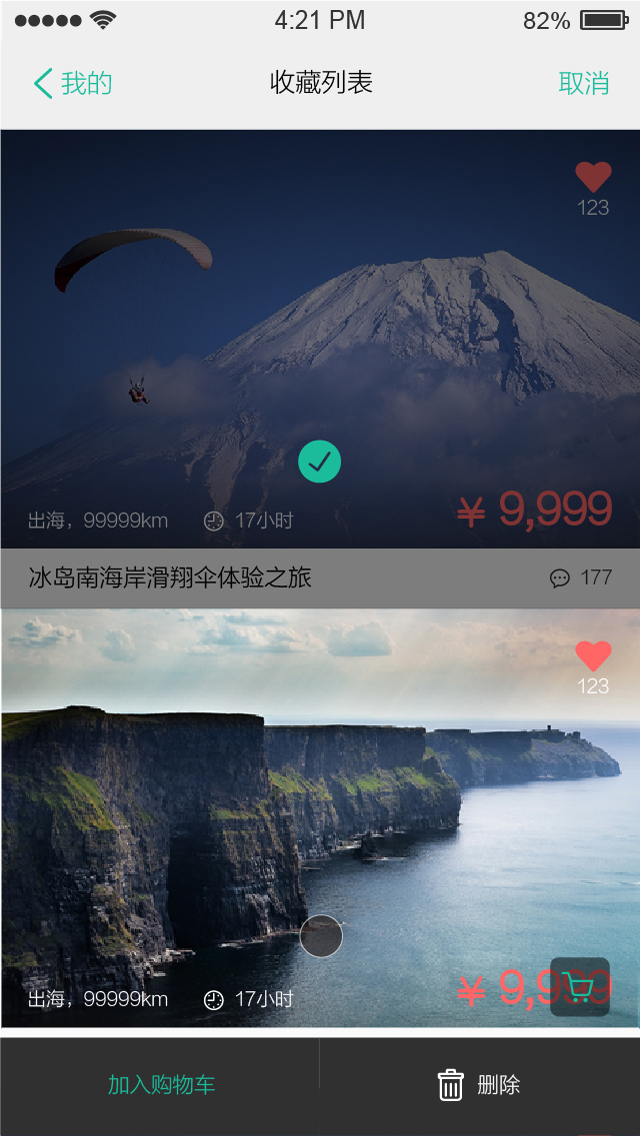 4:21 PM 82%
我的 收藏列表 取消
123
出海，99999km 17小时 ¥ 9,999
冰岛南海岸滑翔伞体验之旅 177
123
出海，99999km 17小时 ¥ 9,999
加入购物车 删除